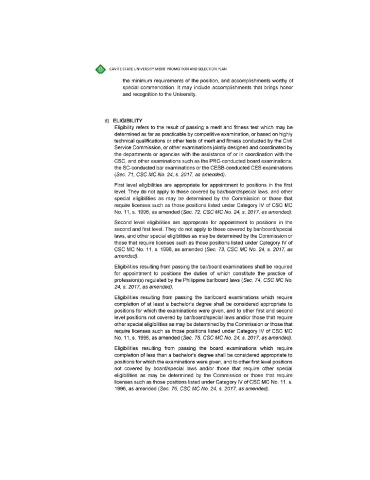 CAVITE STATE UNIVERSITY MERIT PROMOTION AND SELECTION PLAN
the minimum requirements of the position, and accomplishments worthy of
special commendation. It may include accomplishments that brings honor
and recognition to the University.
6) ELIGIBILITY
Eligibility refers to the result of passing a merit and fitness test which may be
determined as far as practicable by competitive examination, or based on highly
technical qualifications or other tests of merit and fitness conducted by the Civil
Service Commission, or other examinations jointly designed and coordinated by
the departments or agencies with the assistance of or in coordination with the
CSC, and other examinations such as the PRC-conducted board examinations,
the SC-conducted bar examinations or the CESB-conducted CES examinations
(Sec. 71, CSC MC No. 24, s. 2017, as amended).
First level eligibilities are appropriate for appointment to positions in the first
level. They do not apply to those covered by bar/board/special laws, and other
special eligibilities as may be determined by the Commission or those that
require licenses such as those positions listed under Category IV of CSC MC
No. 11, s. 1996, as amended (Sec. 72, CSC MC No. 24, s. 2017, as amended).
Second level eligibilities are appropriate for appointment to positions in the
second and first level. They do not apply to those covered by bar/board/special
laws, and other special eligibilities as may be determined by the Commission or
those that require licenses such as those positions listed under Category IV of
CSC MC No. 11, s. 1996, as amended (Sec. 73, CSC MC No. 24, s. 2017, as
amended).
Eligibilities resulting from passing the bar/board examinations shall be required
for appointment to positions the duties of which constitute the practice of
profession(s) regulated by the Philippine bar/board laws (Sec. 74, CSC MC No.
24, s. 2017, as amended).
Eligibilities resulting from passing the bar/board examinations which require
completion of at least a bachelor's degree shall be considered appropriate to
positions for which the examinations were given, and to other first and second
level positions not covered by bar/board/special laws and/or those that require
other special eligibilities as may be determined by the Commission or those that
require licenses such as those positions listed under Category IV of CSC MC
No. 11, s. 1996, as amended (Sec. 75, CSC MC No. 24, s. 2017, as amended).
Eligibilities resulting from passing the board examinations which require
completion of less than a bachelor's degree shall be considered appropriate to
positions for which the examinations were given, and to other first level positions
not covered by board/special laws and/or those that require other special
eligibilities as may be determined by the Commission or those that require
licenses such as those positions listed under Category IV of CSC MC No. 11, s.
1996, as amended (Sec. 76, CSC MC No. 24, s. 2017, as amended).